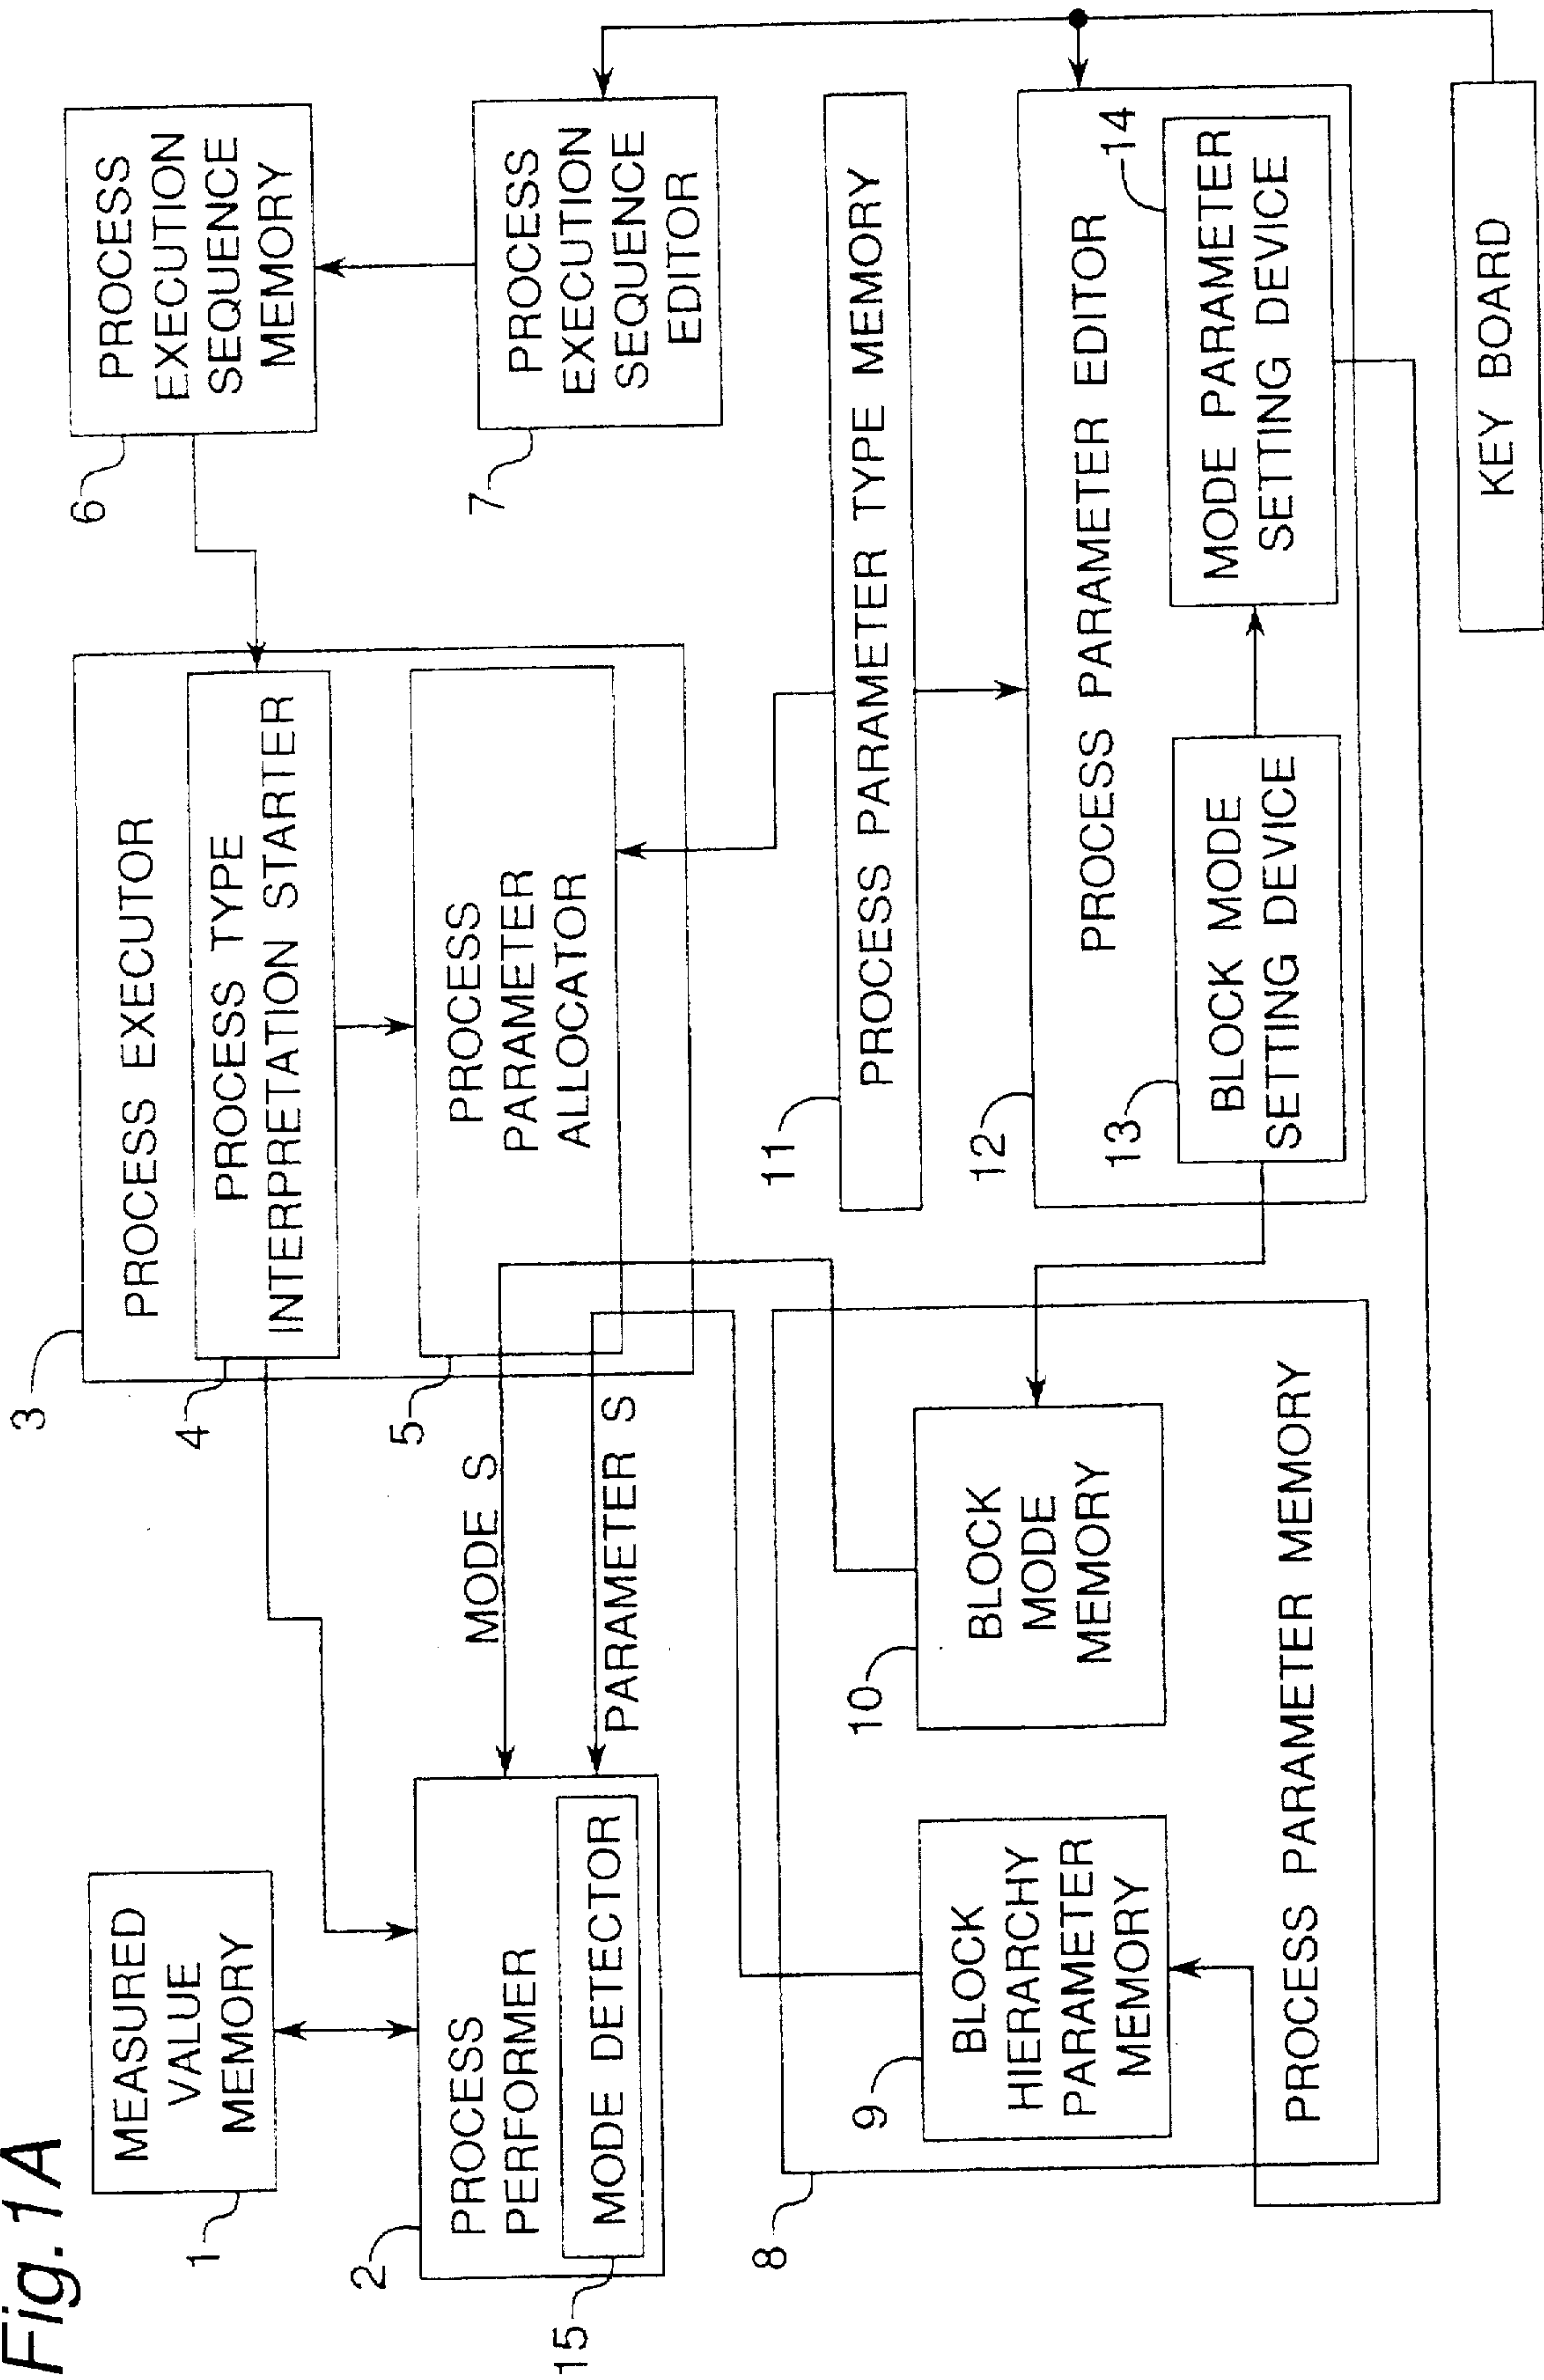 Fig.1A
MEASURED
VALUE
MEMORY
1
PROCESS
PERFORMER
MODE DETECTOR
2
15
3
PROCESS EXECUTOR
4
PROCESS TYPE
INTERPRETATION STARTER
5
PROCESS
PARAMETER
ALLOCATOR
MODE S
PARAMETER S
PROCESS
EXECUTION
SEQUENCE
MEMORY
6
PROCESS
EXECUTION
SEQUENCE
EDITOR
7
8
9
BLOCK
HIERARCHY
PARAMETER
MEMORY
10
BLOCK
MODE
MEMORY
PROCESS PARAMETER MEMORY
11
PROCESS PARAMETER TYPE MEMORY
12
PROCESS PARAMETER EDITOR
13
BLOCK MODE
SETTING DEVICE
14
MODE PARAMETER
SETTING DEVICE
KEY BOARD